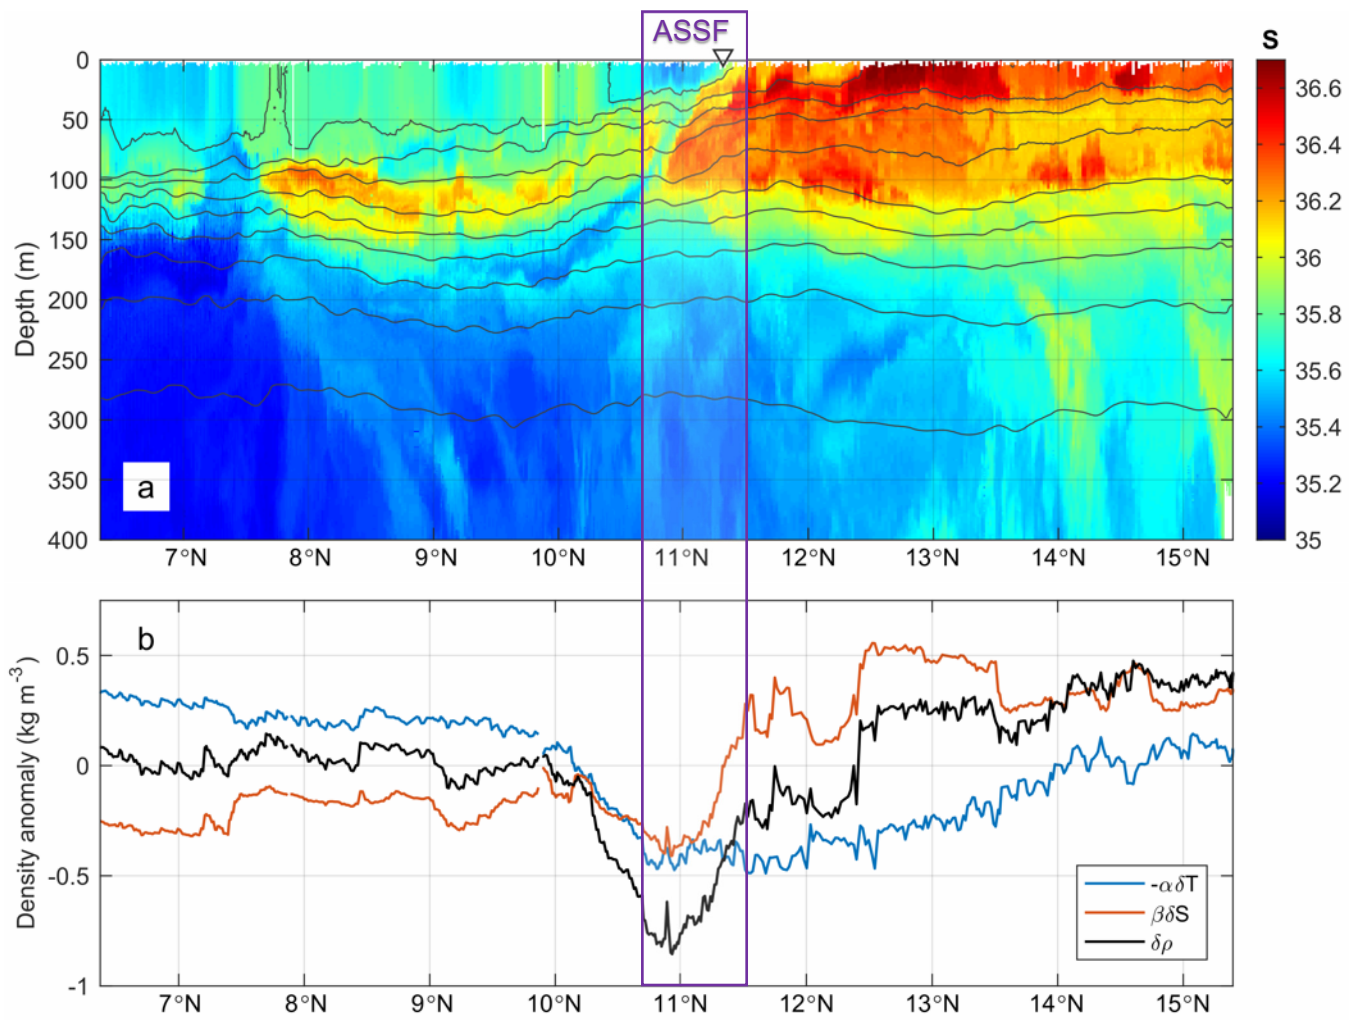 ASSF
S
0
50
100
150
200
250
300
350
400
Depth (m)
a
7°N 8°N 9°N 10°N 11°N 12°N 13°N 14°N 15°N
36.6
36.4
36.2
36
35.8
35.6
35.4
35.2
35
b
0.5
0
-0.5
-1
Density anomaly (kg m⁻³)
-αδT
βδS
δρ
7°N 8°N 9°N 10°N 11°N 12°N 13°N 14°N 15°N